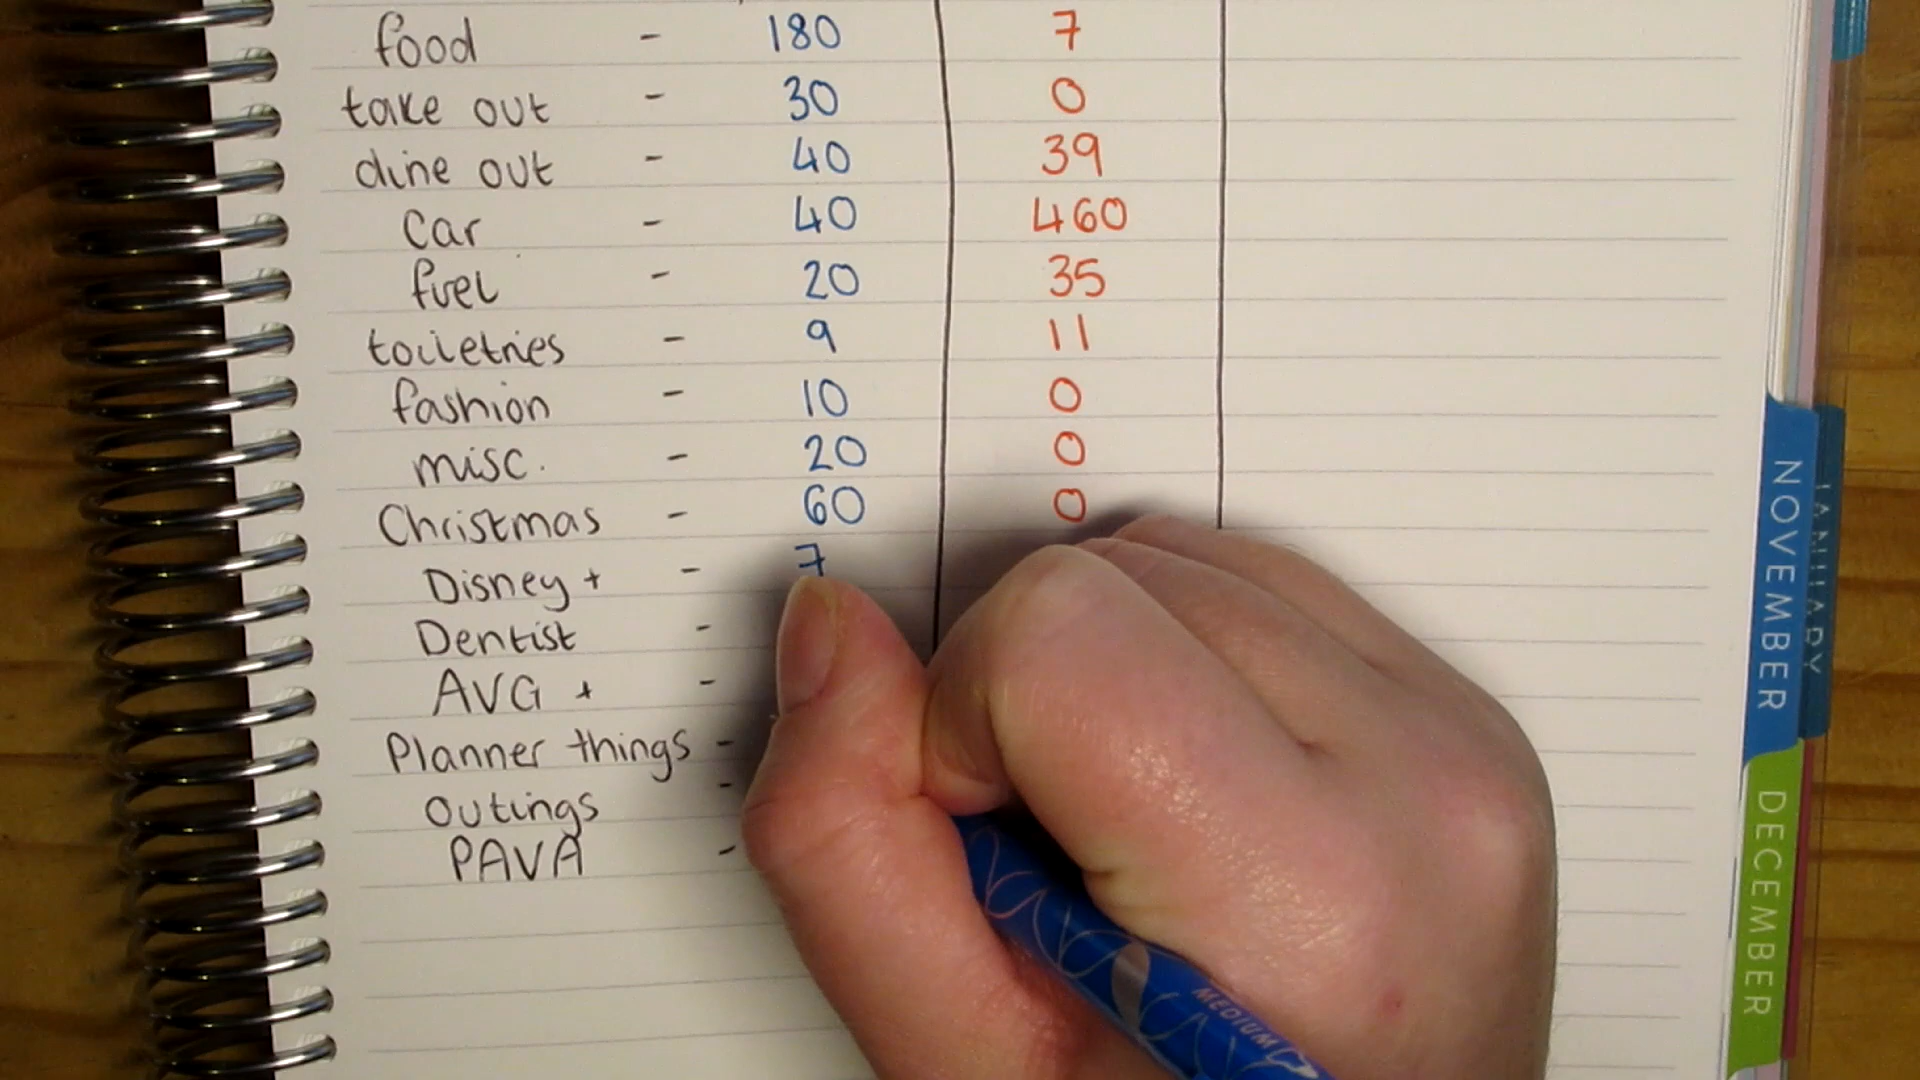 food - 180 7
take out - 30 0
dine out - 40 39
Car - 40 460
fuel - 20 35
toiletries - 9 11
fashion - 10 0
misc. - 20 0
Christmas - 60 0
Disney + - 7
Dentist -
AVG + -
Planner things -
Outings -
PAVA -
NOVEMBER
JANUARY
DECEMBER
MEDIUM